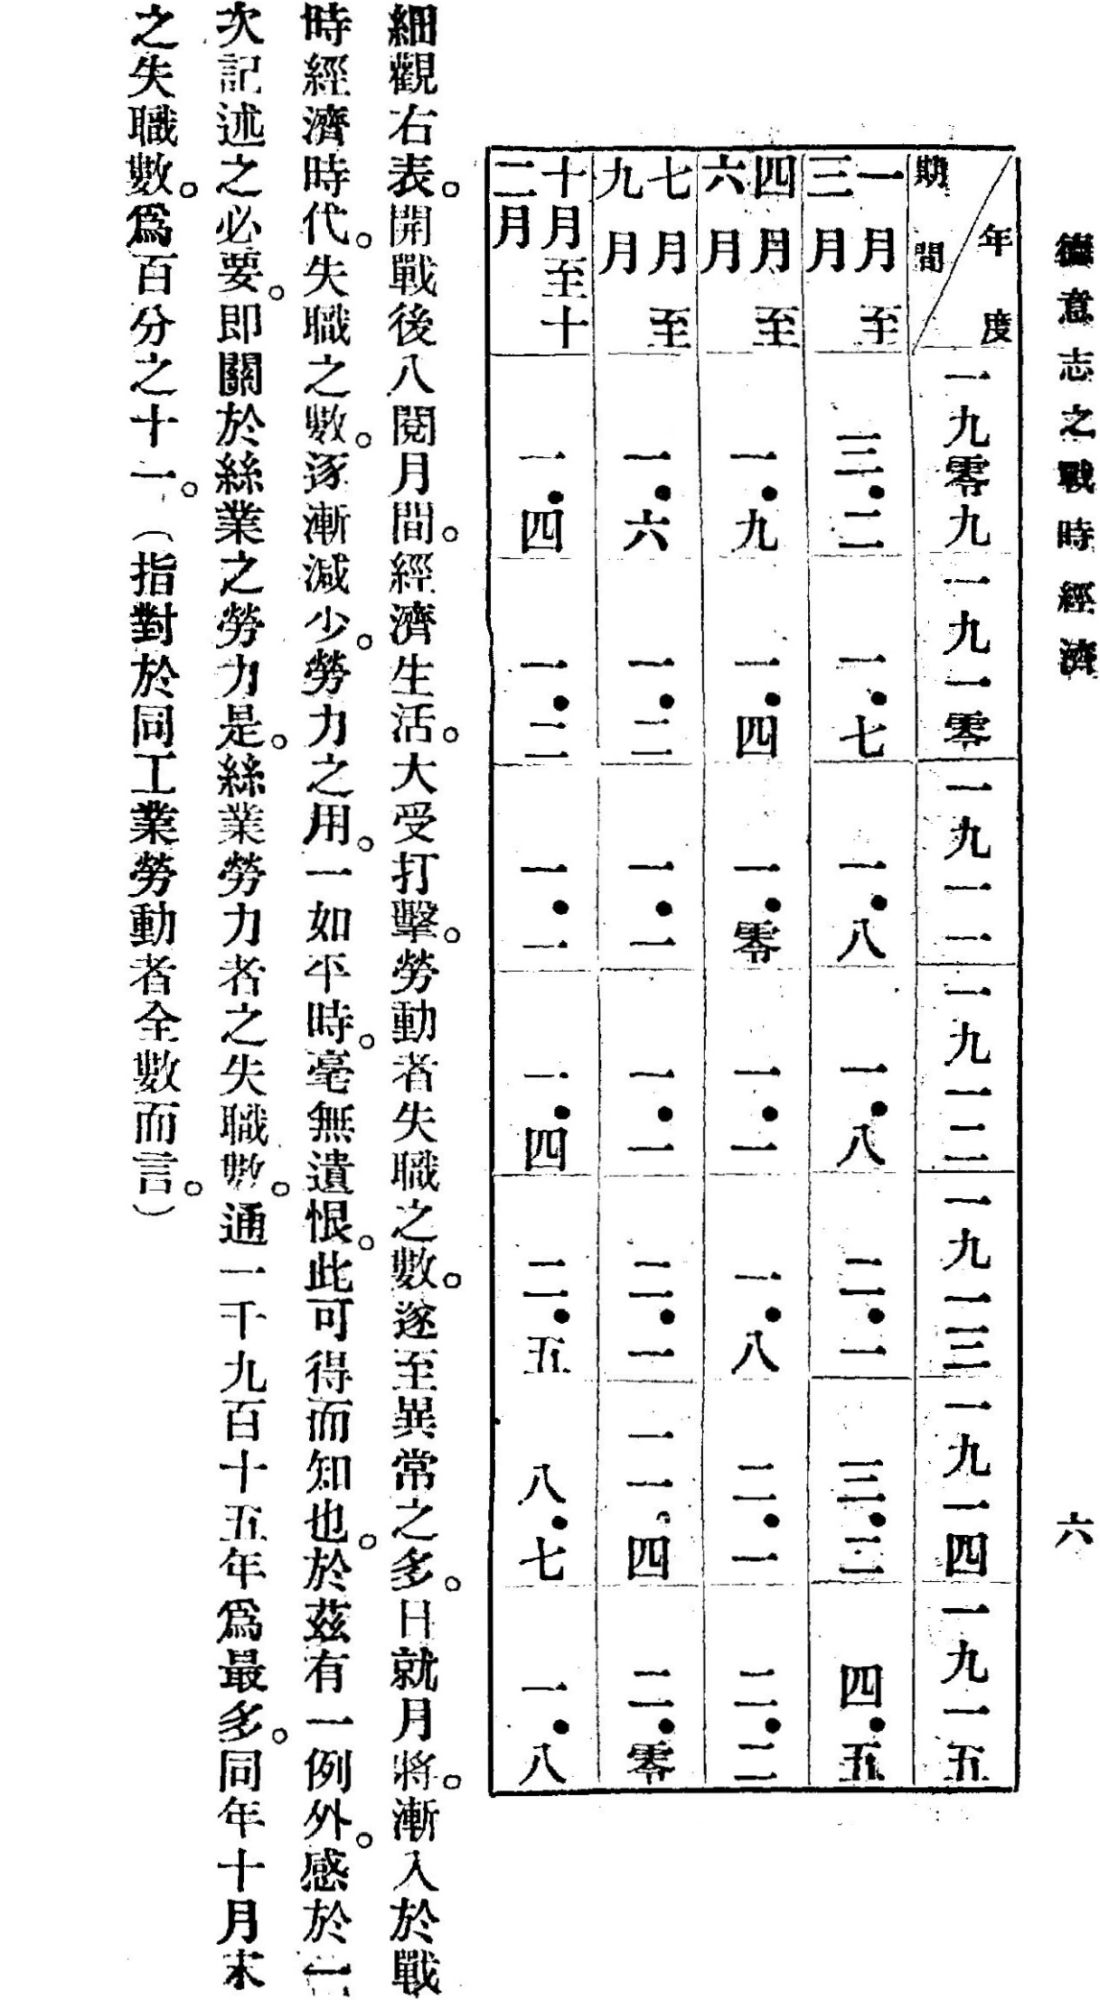 德意志之戰時經濟
六
年度
期間
一九零九
一九一零
一九一一
一九一二
一九一三
一九一四
一九一五
一月至三月
三●二
一●七
一●八
一●八
二●一
三●二
四●五
四月至六月
一●九
一●四
一●零
一●一
一●八
二●一
二●二
七月至九月
一●六
一●二
一●一
一●一
二●一
一一●四
二●零
十月至十二月
一●四
一●二
一●一
一●四
二●五
八●七
一●八
細觀右表。開戰後八閱月間。經濟生活。大受打擊。勞動者失職之數。遂至異常之多。日就月將。漸入於戰
時經濟時代。失職之數。逐漸減少。勞力之用。一如平時。毫無遺恨。此可得而知也。於茲有一例外。感於一
次記述之必要。即關於絲業之勞力是。絲業勞力者之失職數。通一千九百十五年爲最多。同年十月末
之失職數。爲百分之十一。（指對於同工業勞動者全數而言。）